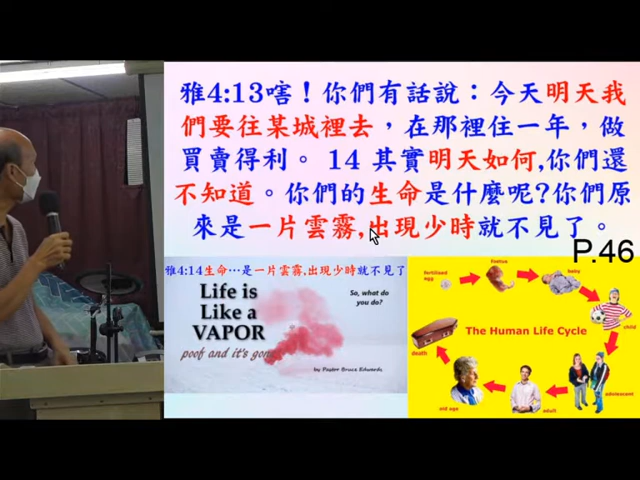 雅4:13嗐！你們有話說：今天明天我
們要往某城裡去，在那裡住一年，做
買賣得利。 14 其實明天如何,你們還
不知道。你們的生命是什麼呢?你們原
來是一片雲霧,出現少時就不見了。
P.46
雅4:14生命…是一片雲霧,出現少時就不見了
Life is
Like a
VAPOR
poof and it's gone
So, what do
you do?
by Pastor Bruce Edwards
The Human Life Cycle
fertilised
egg
foetus
baby
child
adolescent
adult
old age
death